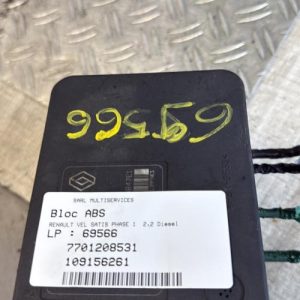 69566
SARL MULTISERVICES
Bloc ABS
RENAULT VEL SATIS PHASE 1 2.2 Diesel
LP : 69566
7701208531
109156261